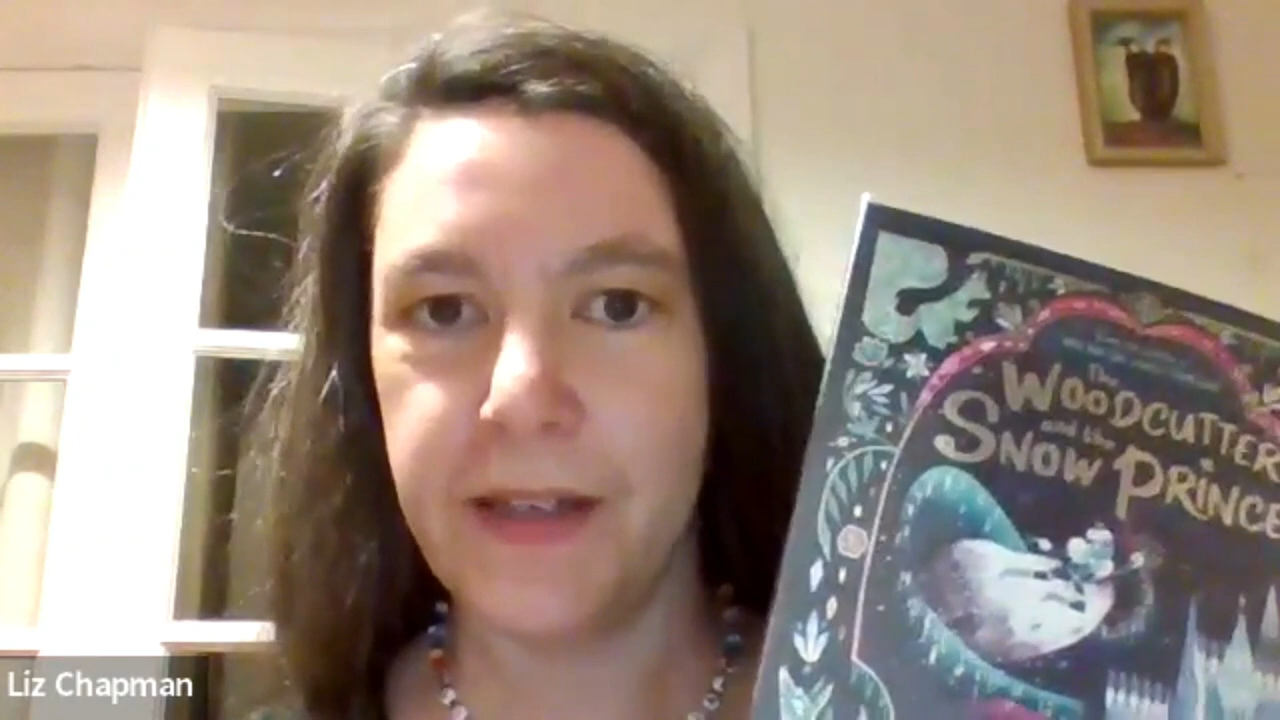 The
WOODCUTTER
and the
SNOW PRINCE
Liz Chapman